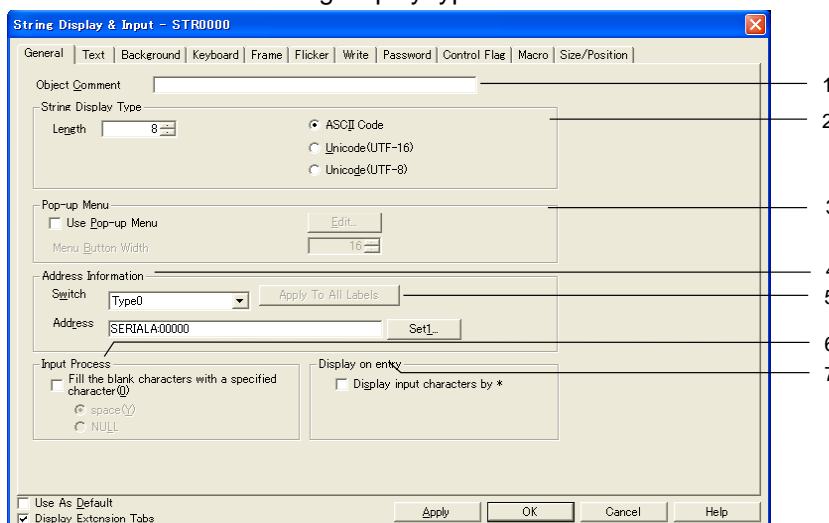 String Display & Input - STR0000
General Text Background Keyboard Frame Flicker Write Password Control Flag Macro Size/Position
Object Comment
1
String Display Type
2
Length 8 ASCII Code
Unicode(UTF-16)
Unicode(UTF-8)
Pop-up Menu
3
Use Pop-up Menu Edit...
Menu Button Width 16
Address Information
4
Switch Type0 Apply To All Labels
5
Address SERIALA:00000 Set1...
6
Input Process Display on entry
7
Fill the blank characters with a specified character(0) Display input characters by *
space(Y)
NULL
Use As Default
Display Extension Tabs
Apply OK Cancel Help